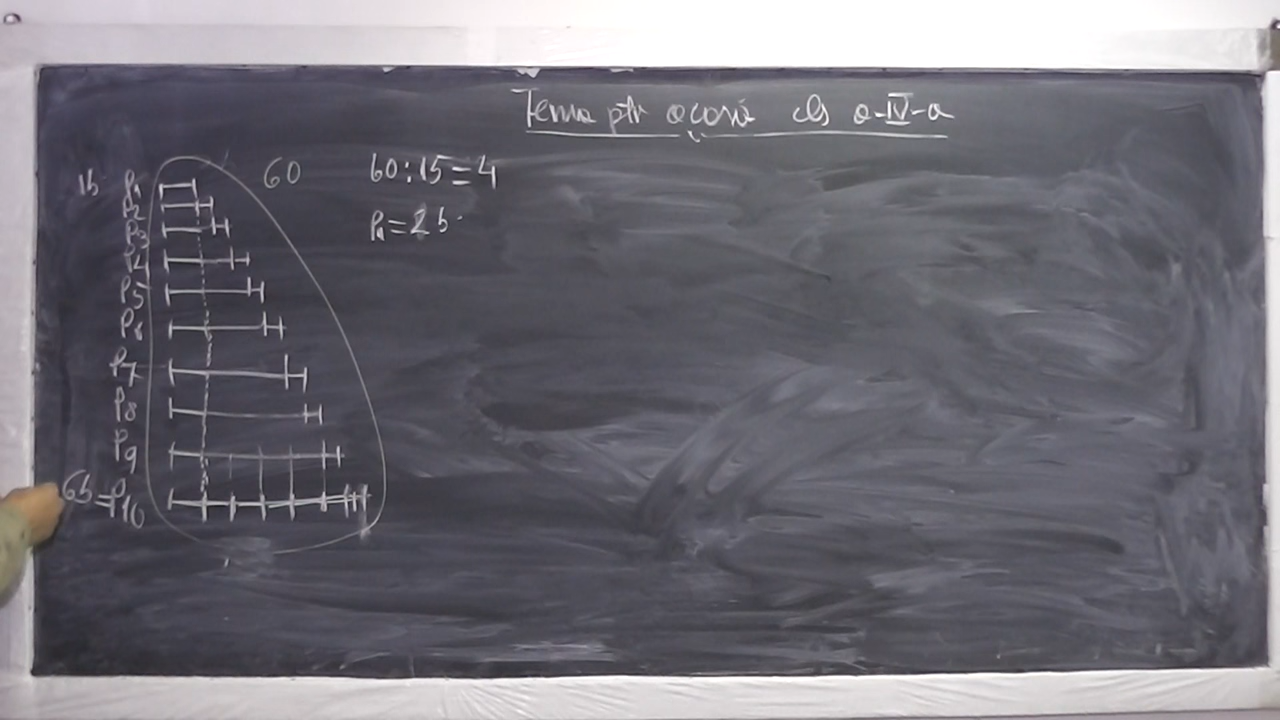 Tema ptr acasă cls a-IV-a
15 60 60:15=4
P1
P2
P3 P1=2b
P4
P5
P6
P7
P8
P9
6b=P10